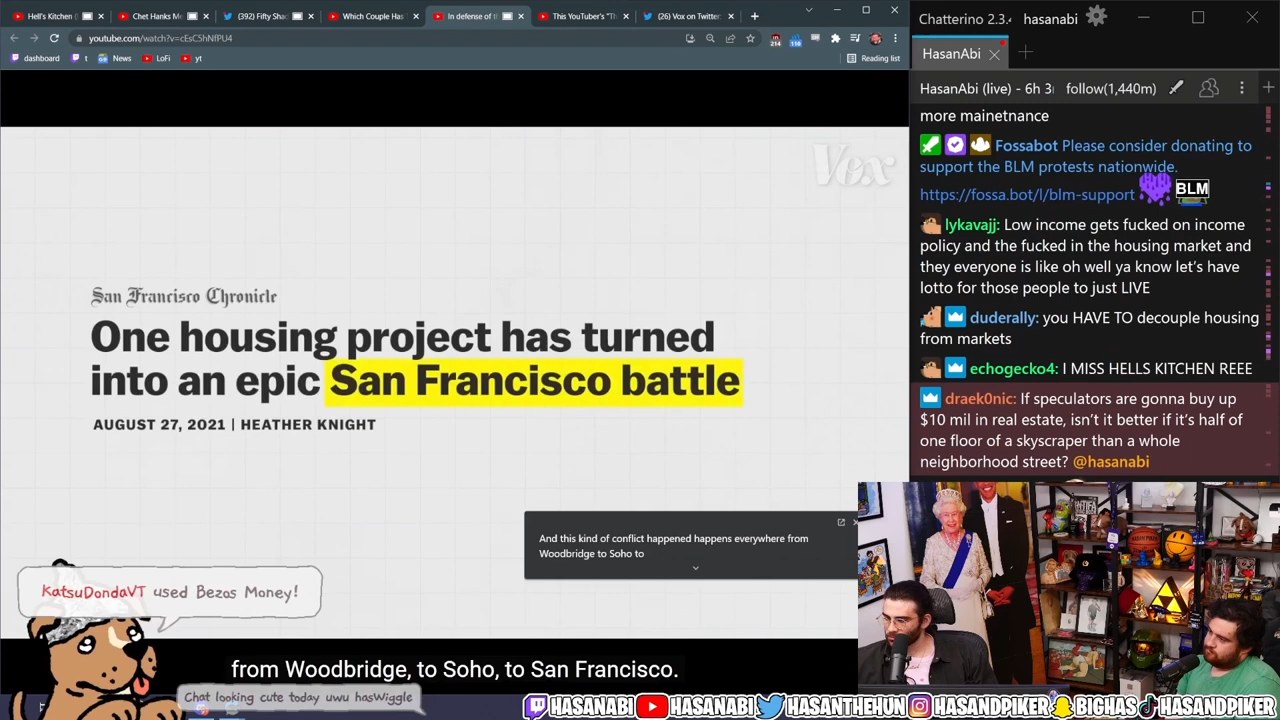 Hell's Kitchen (
Chet Hanks M
(392) Fifty Sha
Which Couple Has
In defense of th
This YouTuber's "Th
(26) Vox on Twitter:
youtube.com/watch?v=cEsC5hNfPU4
dashboard
t
News
LoFi
yt
214
Reading list
Vox
San Francisco Chronicle
One housing project has turned
into an epic San Francisco battle
AUGUST 27, 2021 | HEATHER KNIGHT
And this kind of conflict happened happens everywhere from
Woodbridge to Soho to
KatsuDondaVT used Bezos Money!
from Woodbridge, to Soho, to San Francisco.
Chat looking cute today uwu hasWiggle
Chatterino 2.3.4
hasanabi
HasanAbi
HasanAbi (live) - 6h 3
follow(1,440m)
more mainetnance
Fossabot Please consider donating to
support the BLM protests nationwide.
https://fossa.bot/l/blm-support
BLM
lykavajj: Low income gets fucked on income
policy and the fucked in the housing market and
they everyone is like oh well ya know let's have
lotto for those people to just LIVE
duderally: you HAVE TO decouple housing
from markets
echogecko4: I MISS HELLS KITCHEN REEE
draek0nic: If speculators are gonna buy up
$10 mil in real estate, isn't it better if it's half of
one floor of a skyscraper than a whole
neighborhood street? @hasanabi
HASANABI
HASANABI
HASANTHEHUN
HASANDPIKER
BIGHAS
HASANDPIKER